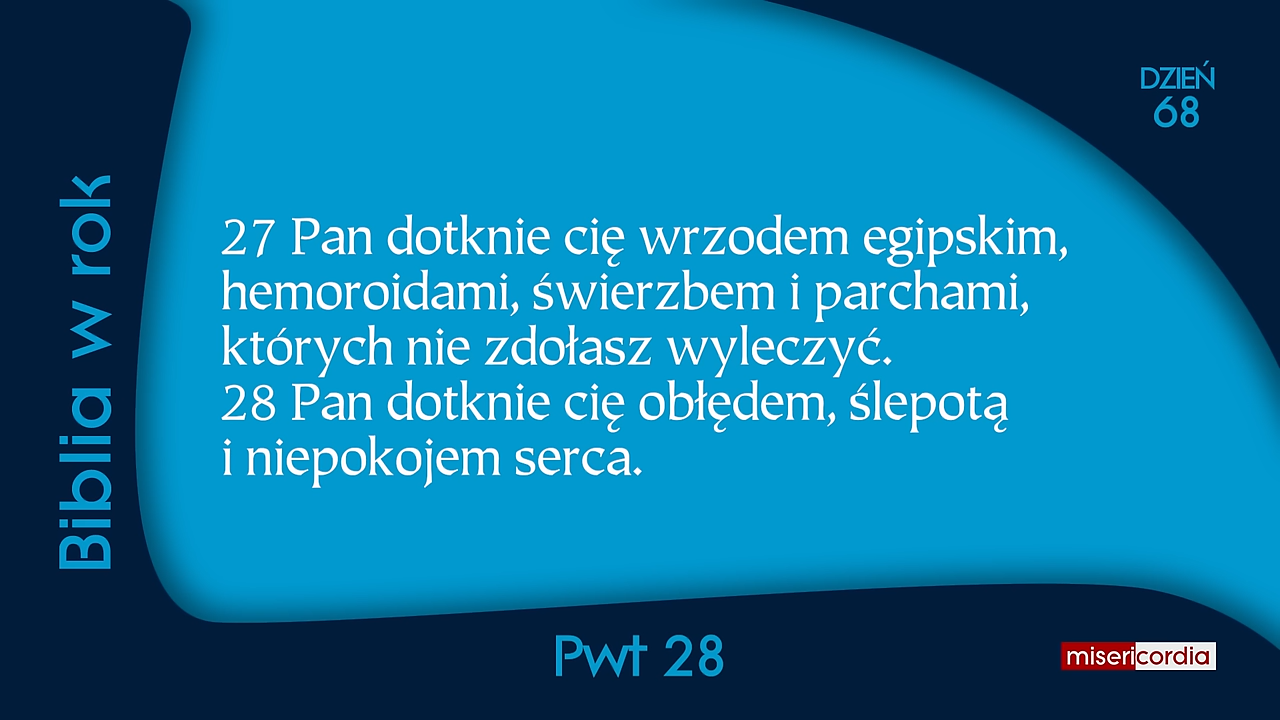 DZIEŃ
68
Biblia w rok
27 Pan dotknie cię wrzodem egipskim,
hemoroidami, świerzbem i parchami,
których nie zdołasz wyleczyć.
28 Pan dotknie cię obłędem, ślepotą
i niepokojem serca.
Pwt 28
misericordia